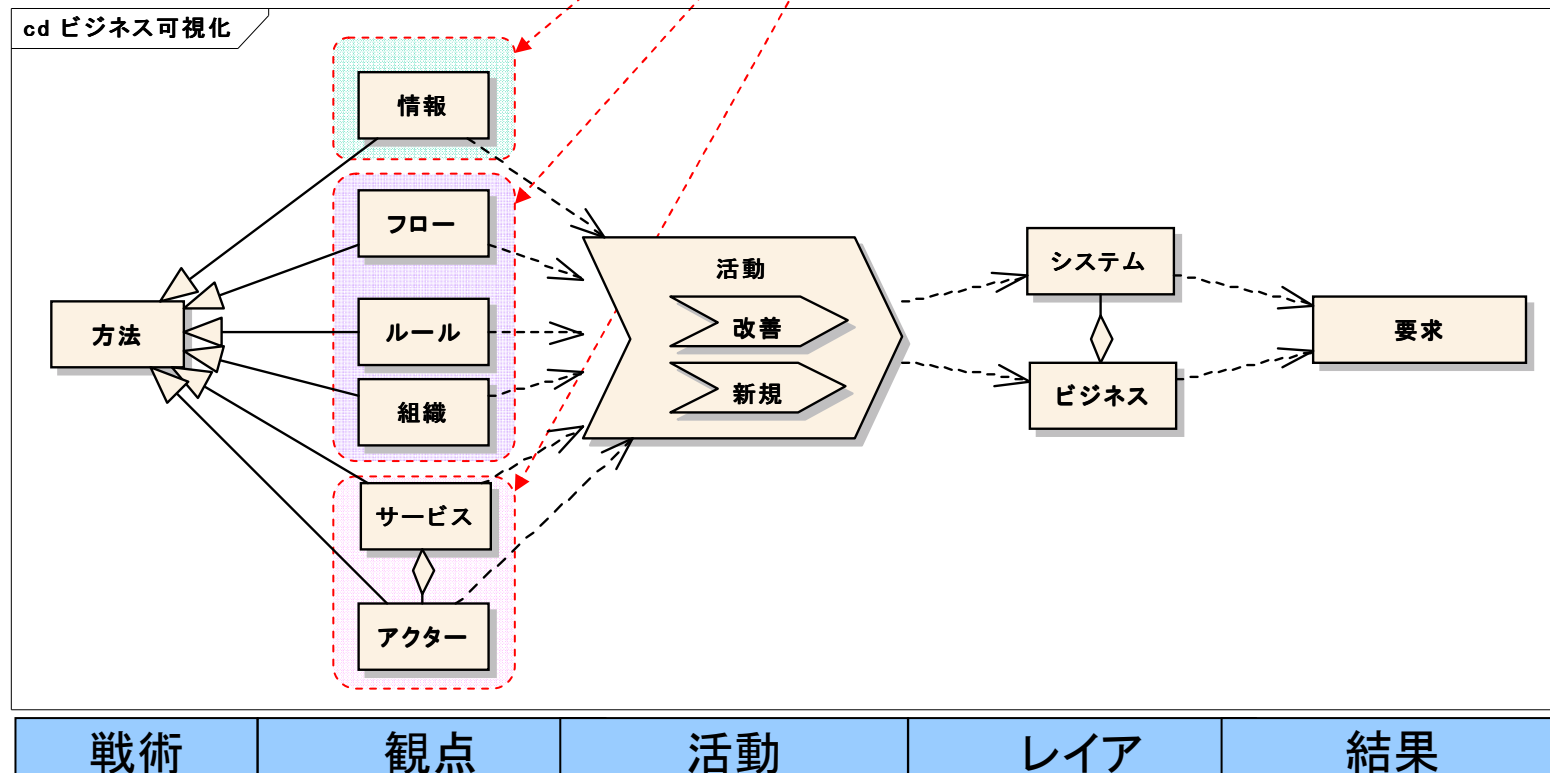 cd ビジネス可視化
情報
フロー
ルール
組織
サービス
アクター
方法
活動
改善
新規
システム
ビジネス
要求
戦術
観点
活動
レイア
結果